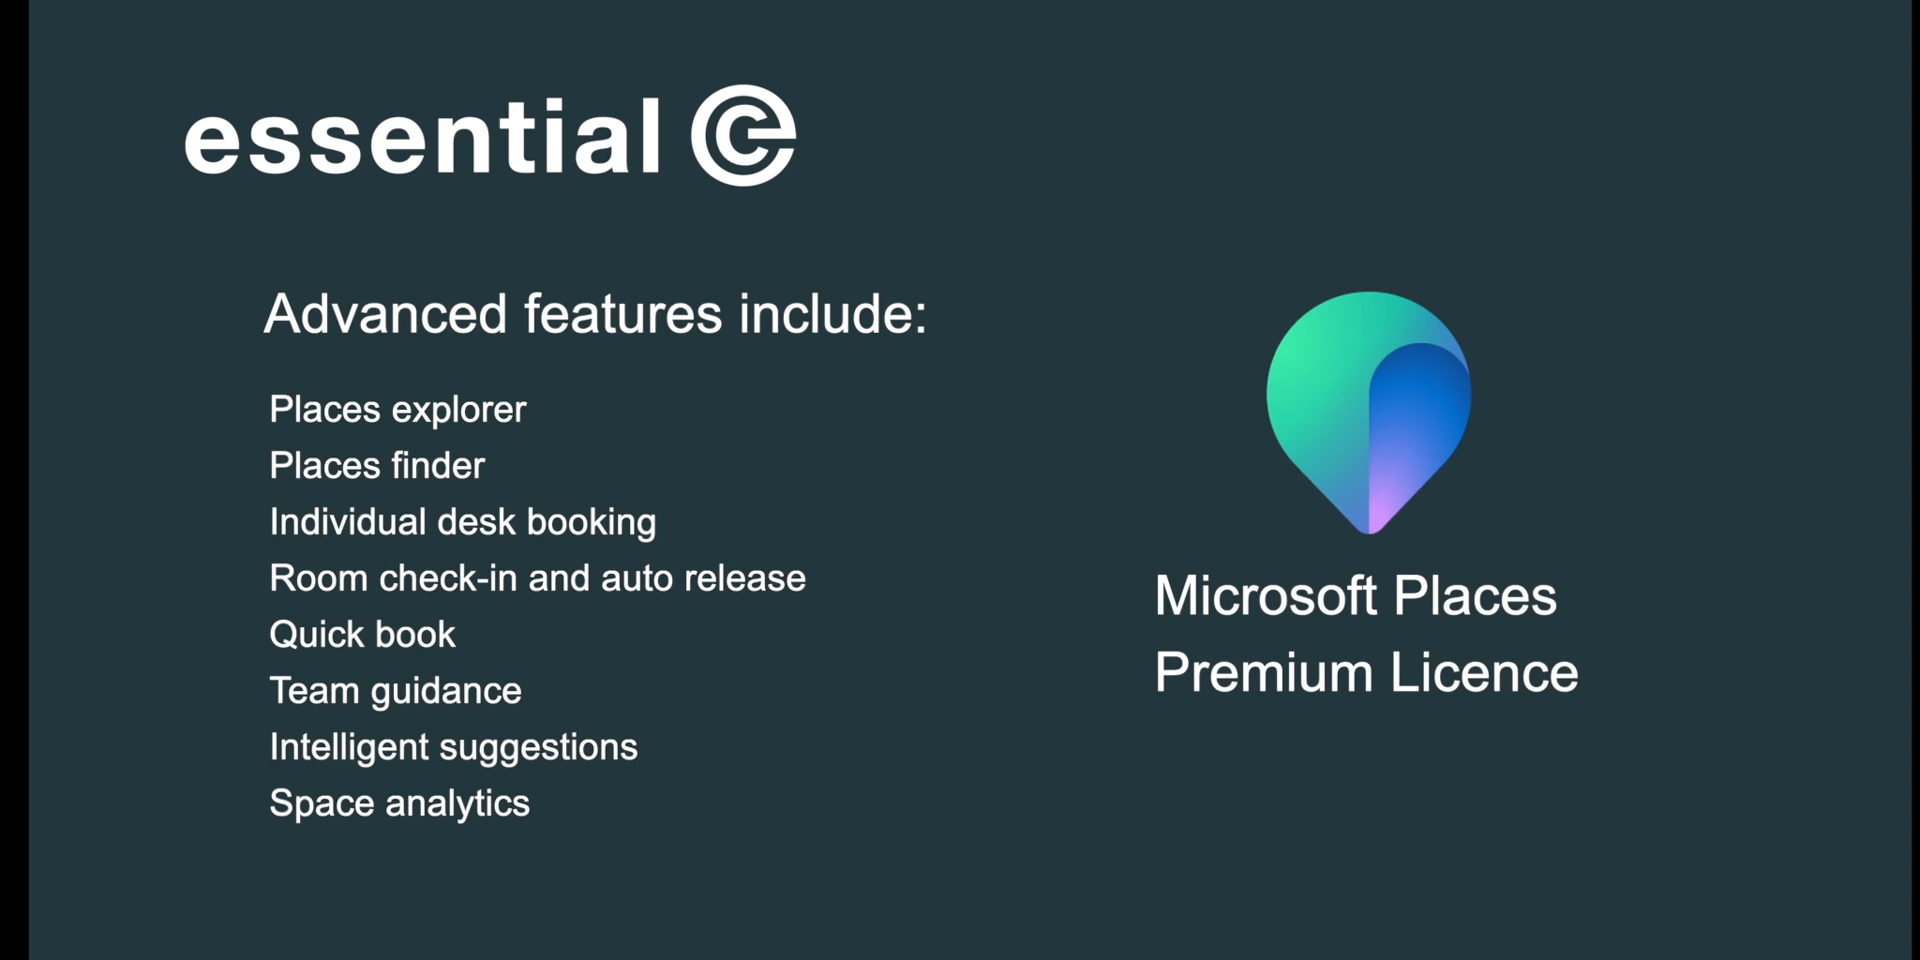 essential
Advanced features include:
Places explorer
Places finder
Individual desk booking
Room check-in and auto release
Quick book
Team guidance
Intelligent suggestions
Space analytics
Microsoft Places
Premium Licence